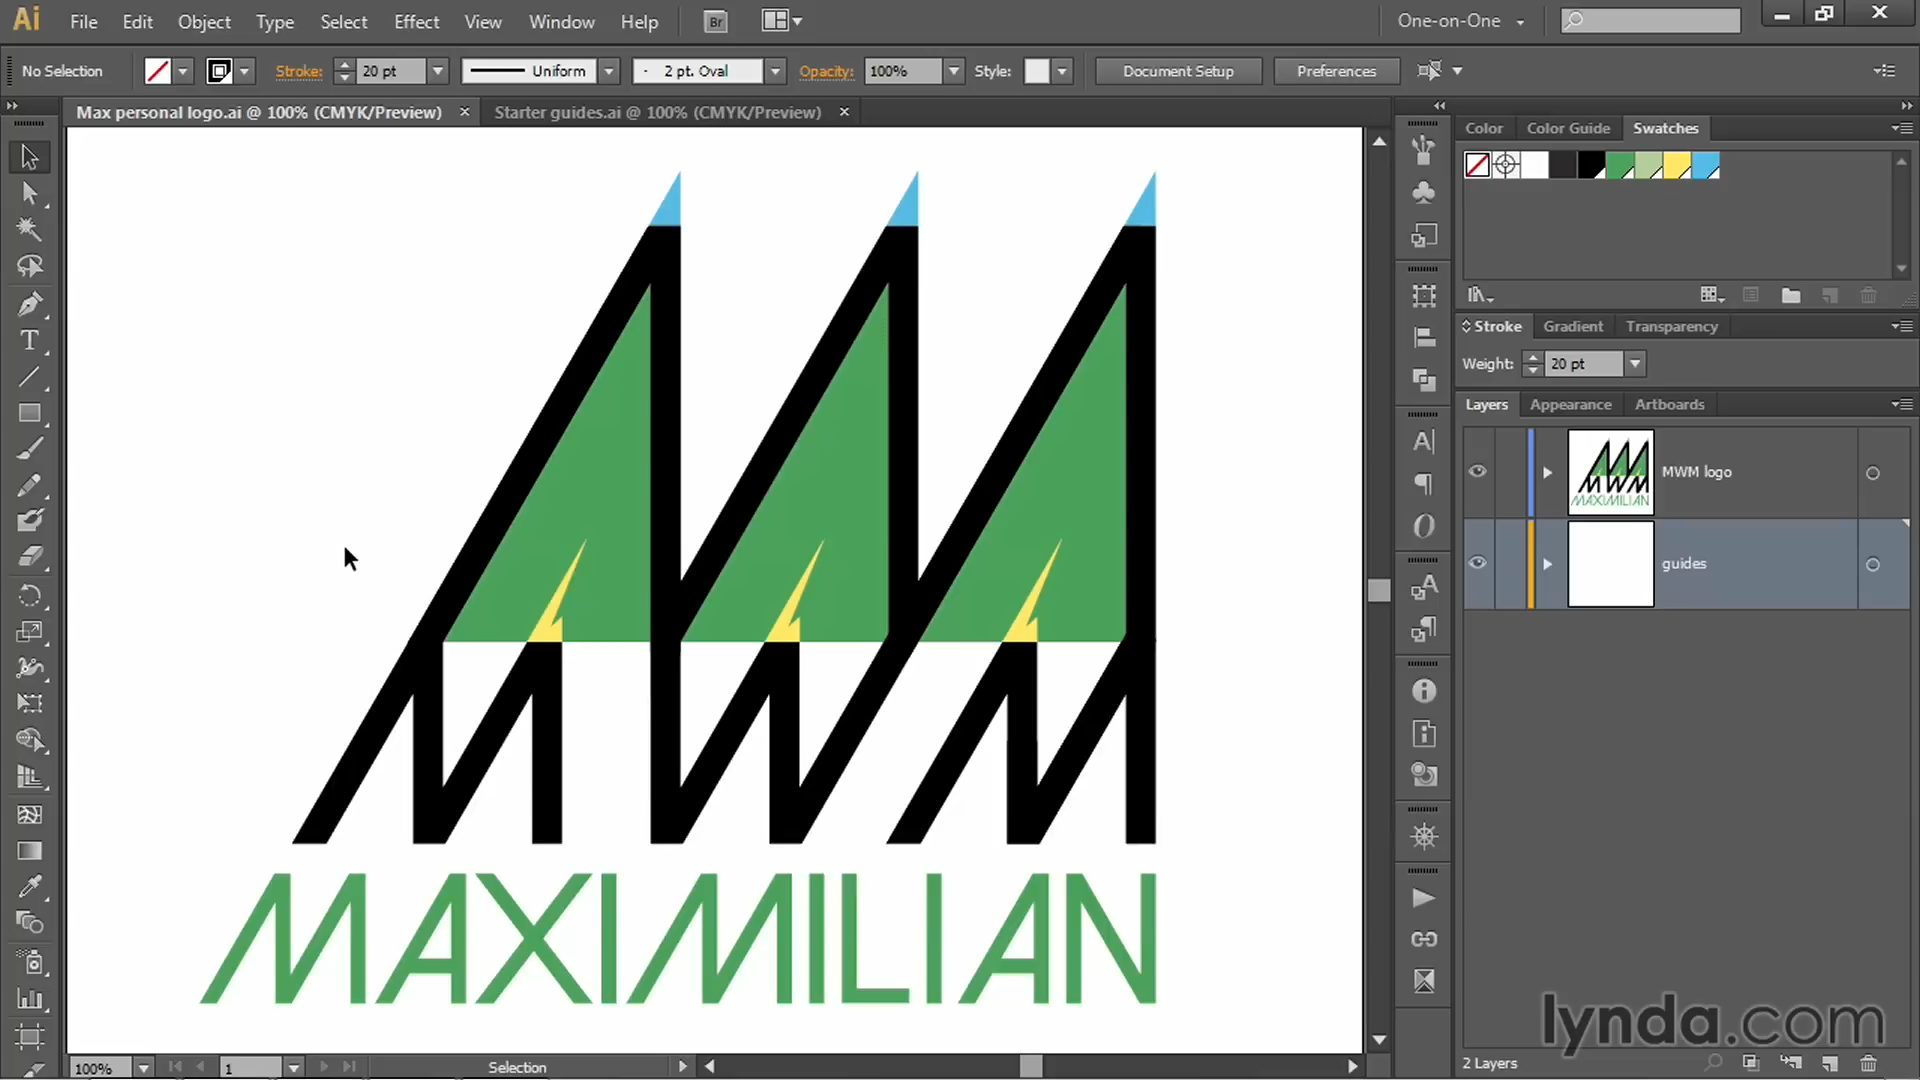 Ai File Edit Object Type Select Effect View Window Help Br One-on-One
No Selection Stroke: 20 pt Uniform 2 pt. Oval Opacity: 100% Style: Document Setup Preferences
Max personal logo.ai @ 100% (CMYK/Preview) × Starter guides.ai @ 100% (CMYK/Preview) ×
Color Color Guide Swatches
Stroke Gradient Transparency
Weight: 20 pt
Layers Appearance Artboards
MWM logo
guides
MWM
MAXIMILIAN
lynda.com
100% 1 Selection 2 Layers